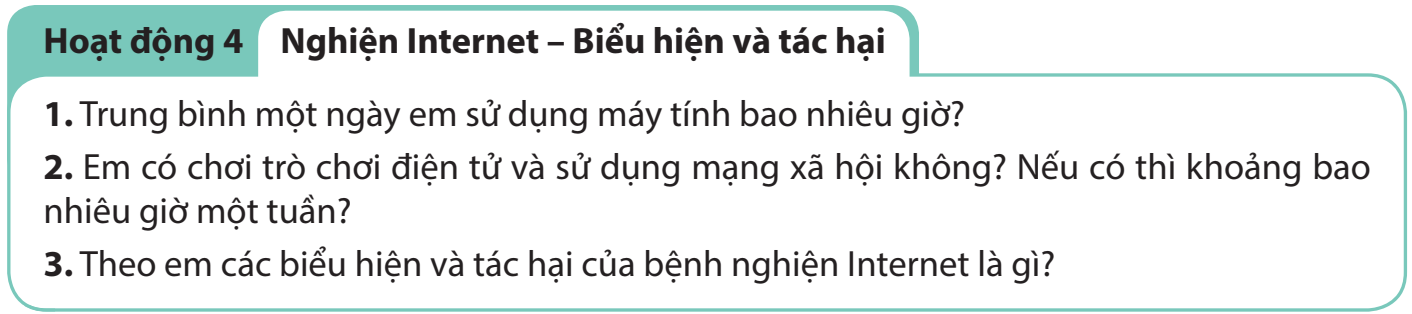 Hoạt động 4 Nghiện Internet – Biểu hiện và tác hại
1. Trung bình một ngày em sử dụng máy tính bao nhiêu giờ?
2. Em có chơi trò chơi điện tử và sử dụng mạng xã hội không? Nếu có thì khoảng bao
nhiêu giờ một tuần?
3. Theo em các biểu hiện và tác hại của bệnh nghiện Internet là gì?